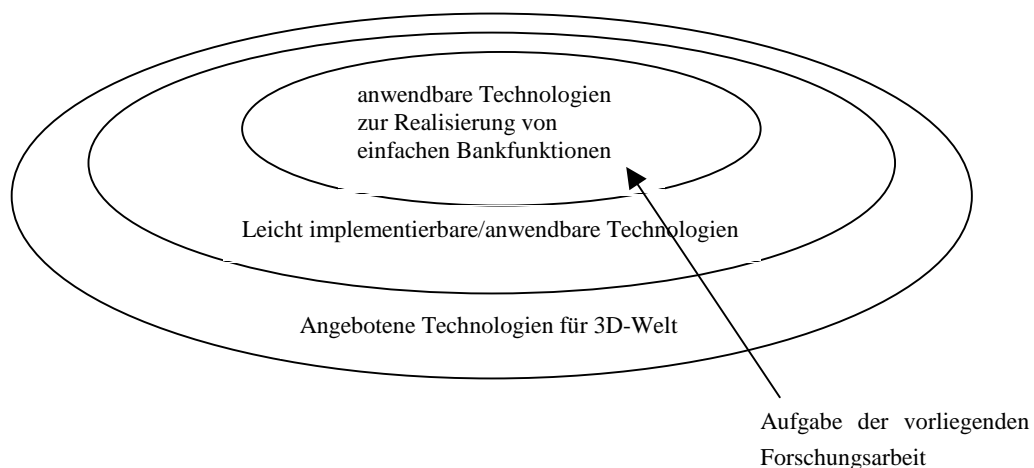 anwendbare Technologien
zur Realisierung von
einfachen Bankfunktionen
Leicht implementierbare/anwendbare Technologien
Angebotene Technologien für 3D-Welt
Aufgabe der vorliegenden
Forschungsarbeit